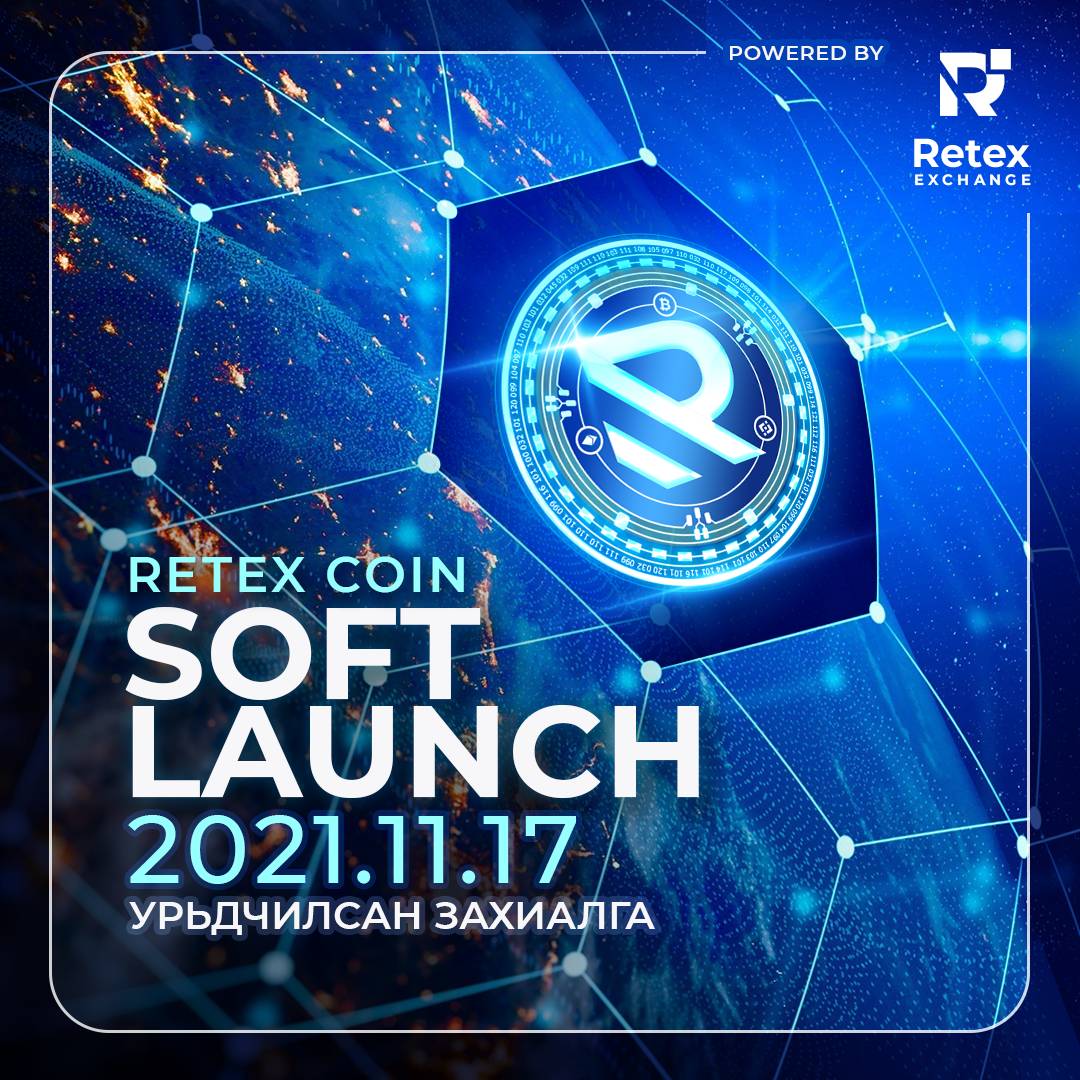 POWERED BY
Retex
EXCHANGE
RETEX COIN
SOFT
LAUNCH
2021.11.17
УРЬДЧИЛСАН ЗАХИАЛГА